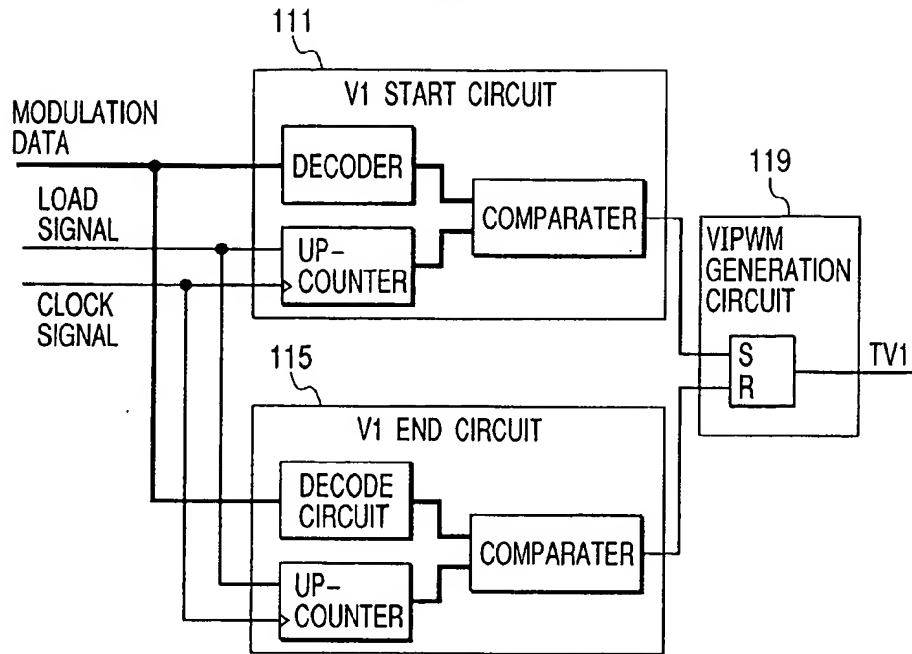 111
V1 START CIRCUIT
MODULATION
DATA
DECODER
LOAD
SIGNAL
COMPARATER
UP-
COUNTER
CLOCK
SIGNAL
119
VIPWM
GENERATION
CIRCUIT
S
R
TV1
115
V1 END CIRCUIT
DECODE
CIRCUIT
COMPARATER
UP-
COUNTER